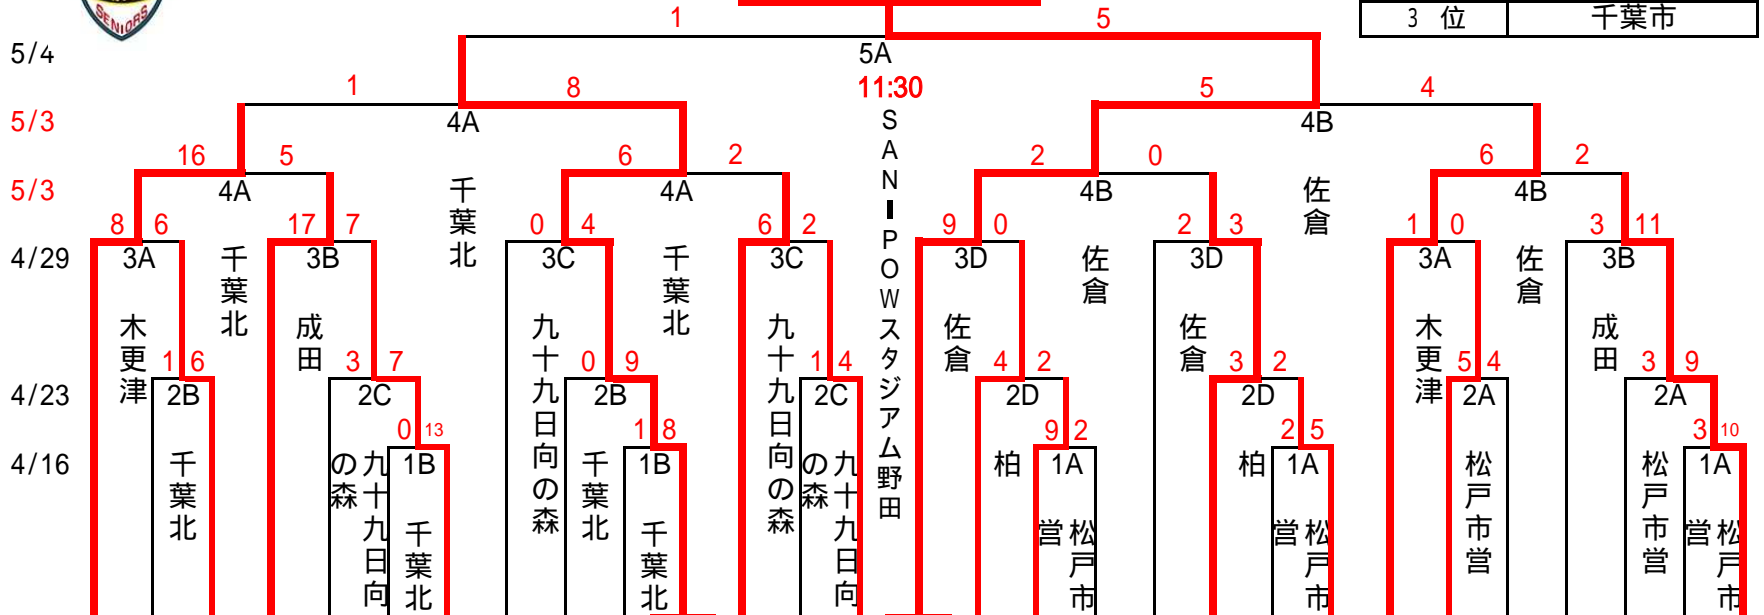 SENIORS
1
5
3 位
千葉市
5/4
5A
11:30
1
8
5
4
5/3
4A
4B
16
5
6
2
2
0
6
2
5/3
4A
4A
4B
4B
千葉北
佐倉
8 6
17 7
0 4
6 2
9 0
2 3
1 0
3 11
4/29
3A
3B
3C
3C
3D
3D
3A
3B
千葉北
千葉北
佐倉
佐倉
SAN-POWスタジアム野田
木更津
成田
九十九日向の森
九十九日向の森
佐倉
佐倉
木更津
成田
1 6
3 7
0 9
1 4
4 2
3 2
5 4
3 9
4/23
2B
2C
2B
2C
2D
2D
2A
2A
0 13
1 8
9 2
2 5
3 10
4/16
千葉北
九十九日向の森
1B
千葉北
1B
九十九日向の森
柏
1A
柏
1A
松戸市営
松戸市営
1A
千葉北
千葉北
松戸市営
松戸市営
松戸市営